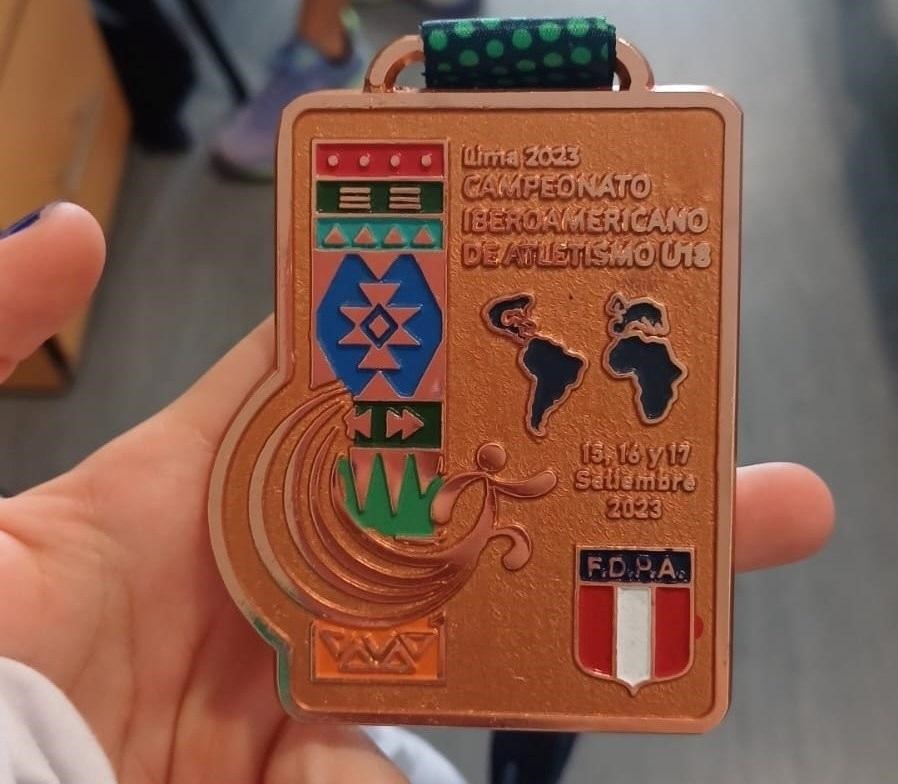 Lima 2023
CAMPEONATO
IBEROAMERICANO
DE ATLETISMO U18
15, 16 y 17
Setiembre
2023
F.D.P.A.